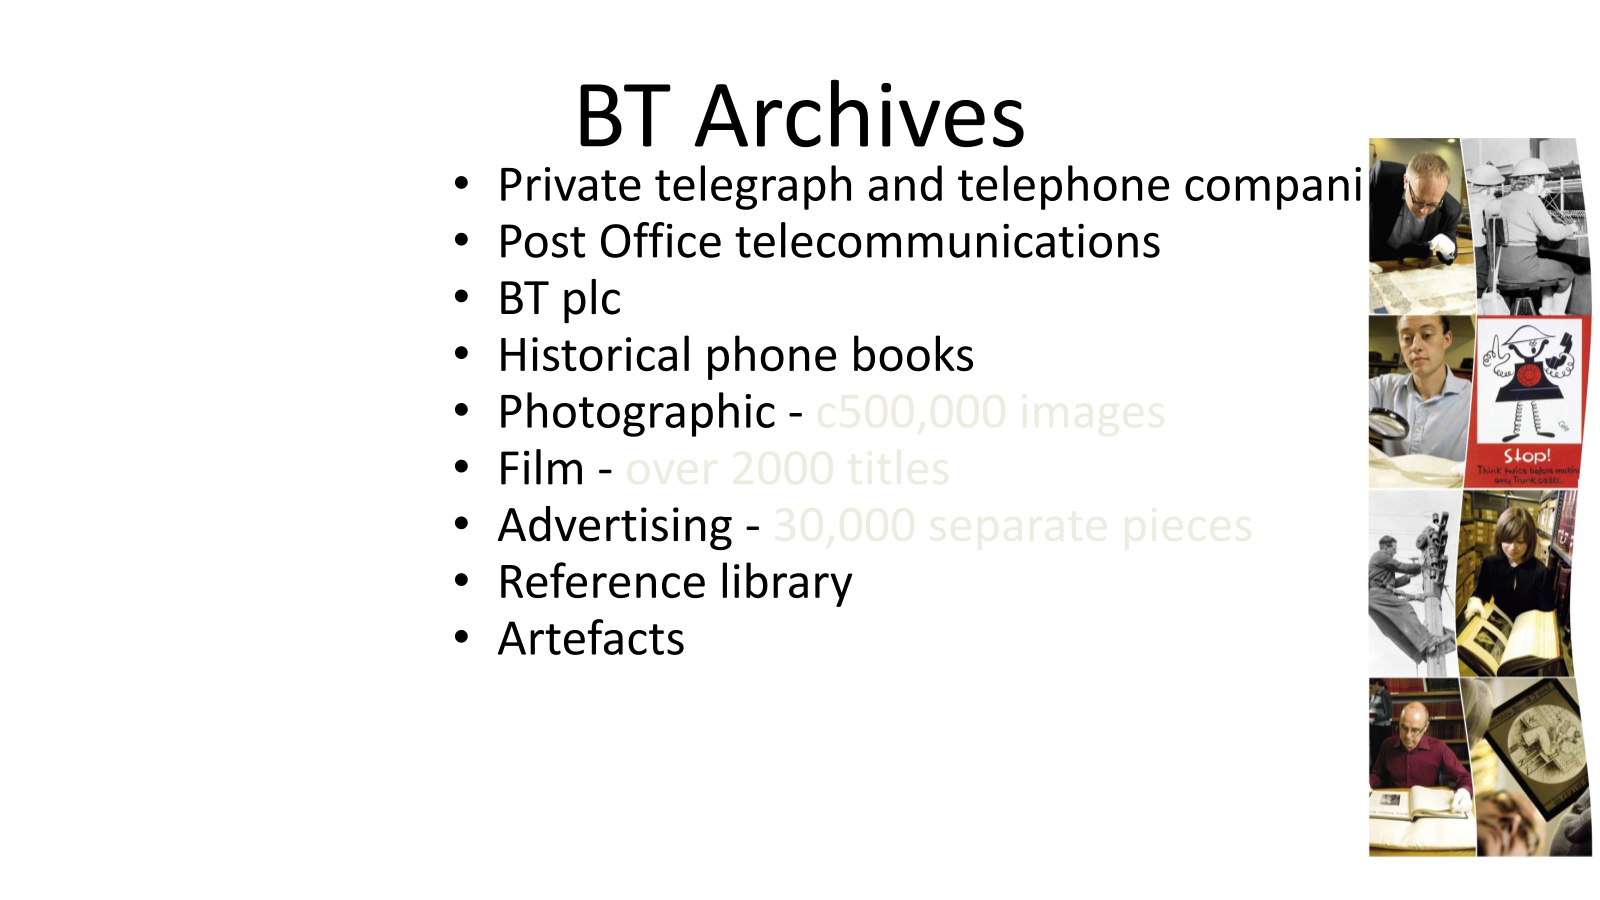 BT Archives
• Private telegraph and telephone compani
• Post Office telecommunications
• BT plc
• Historical phone books
• Photographic - c500,000 images
• Film - over 2000 titles
• Advertising - 30,000 separate pieces
• Reference library
• Artefacts
Stop!
Think twice before makin
any Trunk calls.